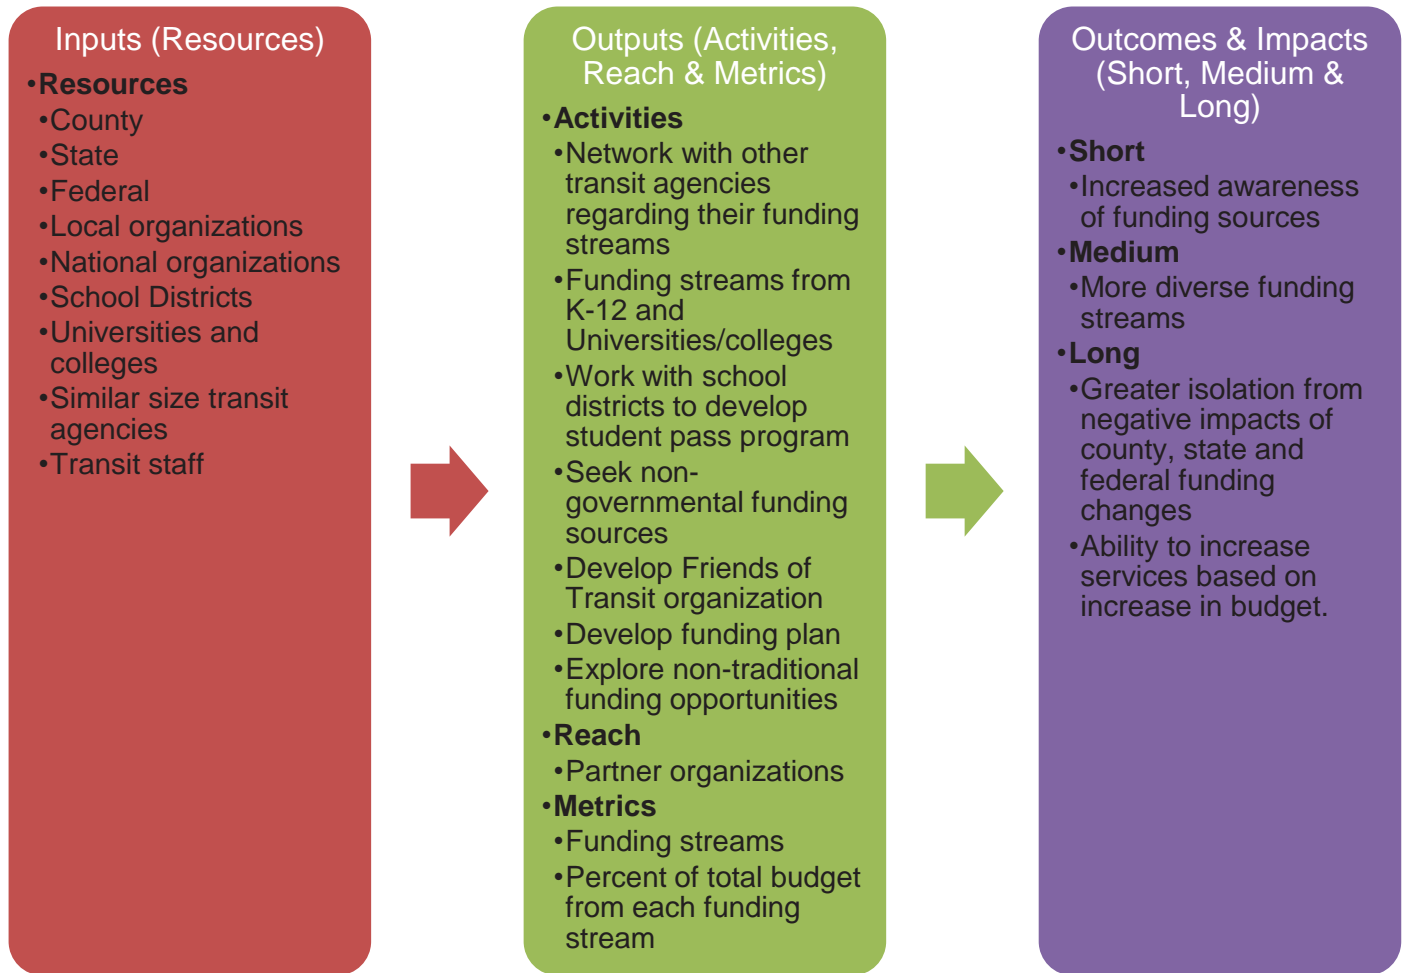 Inputs (Resources)
•Resources
•County
•State
•Federal
•Local organizations
•National organizations
•School Districts
•Universities and
colleges
•Similar size transit
agencies
•Transit staff
Outputs (Activities,
Reach & Metrics)
•Activities
•Network with other
transit agencies
regarding their funding
streams
•Funding streams from
K-12 and
Universities/colleges
•Work with school
districts to develop
student pass program
•Seek non-
governmental funding
sources
•Develop Friends of
Transit organization
•Develop funding plan
•Explore non-traditional
funding opportunities
•Reach
•Partner organizations
•Metrics
•Funding streams
•Percent of total budget
from each funding
stream
Outcomes & Impacts
(Short, Medium &
Long)
•Short
•Increased awareness
of funding sources
•Medium
•More diverse funding
streams
•Long
•Greater isolation from
negative impacts of
county, state and
federal funding
changes
•Ability to increase
services based on
increase in budget.